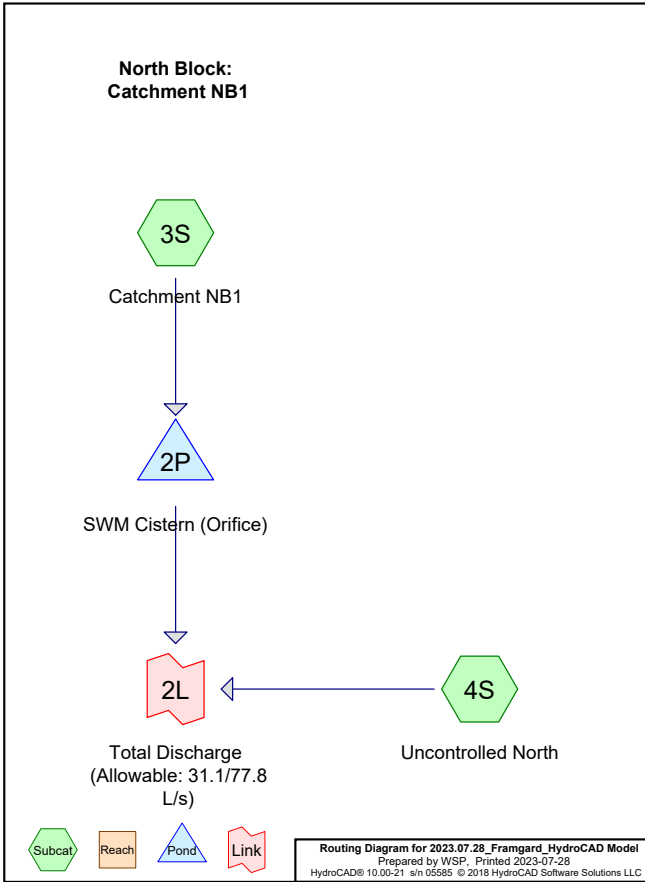 North Block:
Catchment NB1
3S
Catchment NB1
2P
SWM Cistern (Orifice)
2L
Total Discharge
(Allowable: 31.1/77.8
L/s)
4S
Uncontrolled North
Subcat
Reach
Pond
Link
Routing Diagram for 2023.07.28_Framgard_HydroCAD Model
Prepared by WSP, Printed 2023-07-28
HydroCAD® 10.00-21 s/n 05585 © 2018 HydroCAD Software Solutions LLC